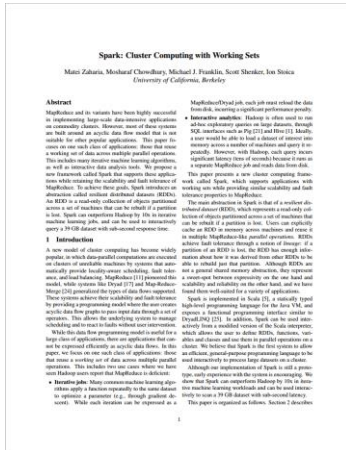 Spark: Cluster Computing with Working Sets
Matei Zaharia, Mosharaf Chowdhury, Michael J. Franklin, Scott Shenker, Ion Stoica
University of California, Berkeley
Abstract
MapReduce and its variants have been highly successful
in implementing large-scale data-intensive applications
on commodity clusters. However, most of these systems
are built around an acyclic data flow model that is not
suitable for other popular applications. This paper fo-
cuses on one such class of applications: those that reuse
a working set of data across multiple parallel operations.
This includes many iterative machine learning algorithms,
as well as interactive data analysis tools. We propose a
new framework called Spark that supports these applica-
tions while retaining the scalability and fault tolerance of
MapReduce. To achieve these goals, Spark introduces an
abstraction called resilient distributed datasets (RDDs).
An RDD is a read-only collection of objects partitioned
across a set of machines that can be rebuilt if a partition
is lost. Spark can outperform Hadoop by 10x in iterative
machine learning jobs, and can be used to interactively
query a 39 GB dataset with sub-second response time.
1 Introduction
A new model of cluster computing has become widely
popular, in which data-parallel computations are executed
on clusters of unreliable machines by systems that auto-
matically provide locality-aware scheduling, fault toler-
ance, and load balancing. MapReduce [11] pioneered this
model, while systems like Dryad [17] and Map-Reduce-
Merge [24] generalized the types of data flows supported.
These systems achieve their scalability and fault tolerance
by providing a programming model where the user creates
acyclic data flow graphs to pass input data through a set of
operators. This allows the underlying system to manage
scheduling and to react to faults without user intervention.
While this data flow programming model is useful for a
large class of applications, there are applications that can-
not be expressed efficiently as acyclic data flows. In this
paper, we focus on one such class of applications: those
that reuse a working set of data across multiple parallel
operations. This includes two use cases where we have
seen Hadoop users report that MapReduce is deficient:
• Iterative jobs: Many common machine learning algo-
rithms apply a function repeatedly to the same dataset
to optimize a parameter (e.g., through gradient de-
scent). While each iteration can be expressed as a
MapReduce/Dryad job, each job must reload the data
from disk, incurring a significant performance penalty.
• Interactive analytics: Hadoop is often used to run
ad-hoc exploratory queries on large datasets, through
SQL interfaces such as Pig [21] and Hive [1]. Ideally,
a user would be able to load a dataset of interest into
memory across a number of machines and query it re-
peatedly. However, with Hadoop, each query incurs
significant latency (tens of seconds) because it runs as
a separate MapReduce job and reads data from disk.
This paper presents a new cluster computing frame-
work called Spark, which supports applications with
working sets while providing similar scalability and fault
tolerance properties to MapReduce.
The main abstraction in Spark is that of a resilient dis-
tributed dataset (RDD), which represents a read-only col-
lection of objects partitioned across a set of machines that
can be rebuilt if a partition is lost. Users can explicitly
cache an RDD in memory across machines and reuse it
in multiple MapReduce-like parallel operations. RDDs
achieve fault tolerance through a notion of lineage: if a
partition of an RDD is lost, the RDD has enough infor-
mation about how it was derived from other RDDs to be
able to rebuild just that partition. Although RDDs are
not a general shared memory abstraction, they represent
a sweet-spot between expressivity on the one hand and
scalability and reliability on the other hand, and we have
found them well-suited for a variety of applications.
Spark is implemented in Scala [5], a statically typed
high-level programming language for the Java VM, and
exposes a functional programming interface similar to
DryadLINQ [25]. In addition, Spark can be used inter-
actively from a modified version of the Scala interpreter,
which allows the user to define RDDs, functions, vari-
ables and classes and use them in parallel operations on a
cluster. We believe that Spark is the first system to allow
an efficient, general-purpose programming language to be
used interactively to process large datasets on a cluster.
Although our implementation of Spark is still a proto-
type, early experience with the system is encouraging. We
show that Spark can outperform Hadoop by 10x in itera-
tive machine learning workloads and can be used interac-
tively to scan a 39 GB dataset with sub-second latency.
This paper is organized as follows. Section 2 describes
1